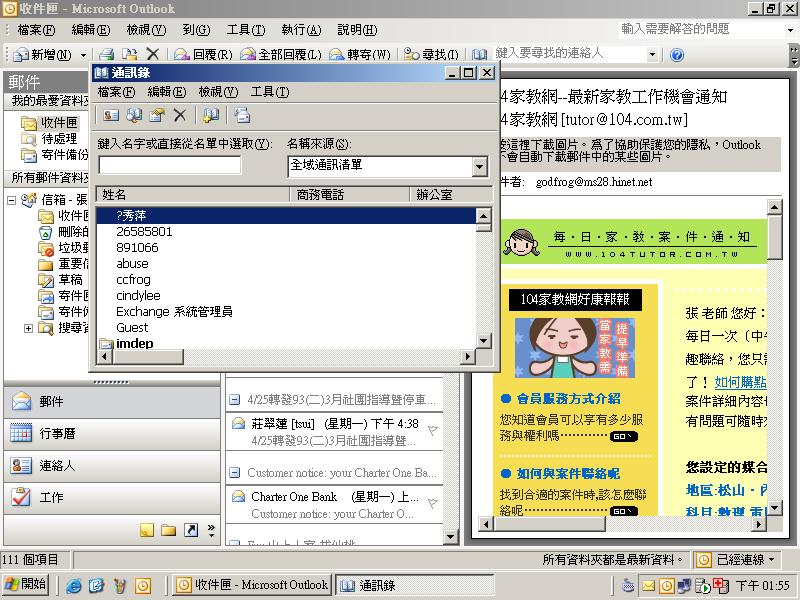 收件匣 - Microsoft Outlook
檔案(F) 編輯(E) 檢視(V) 到(G) 工具(T) 執行(A) 說明(H) 輸入需要解答的問題
新增(N) 回覆(R) 全部回覆(L) 轉寄(W) 尋找(I) 鍵入要尋找的連絡人
郵件
我的最愛資料夾
收件匣
待處理
寄件備份
所有郵件資料夾
信箱 - 張
收件匣
刪除的
垃圾郵
重要信
草稿
寄件匣
寄件備
搜尋資
郵件
行事曆
連絡人
工作
通訊錄
檔案(F) 編輯(E) 檢視(V) 工具(T)
鍵入名字或直接從名單中選取(Y): 名稱來源(S):
全域通訊清單
姓名 商務電話 辦公室
?秀萍
26585801
891066
abuse
ccfrog
cindylee
Exchange 系統管理員
Guest
imdep
4/25轉發93(二)3月社團指導暨停車...
莊翠蓮 [tsui] (星期一) 下午 4:38
4/25轉發93(二)3月社團指導暨...
Customer notice: your Charter One Ba...
Charter One Bank (星期一) 上...
Customer notice: your Charter O...
04家教網--最新家教工作機會通知
04家教網 [tutor@104.com.tw]
按這裡下載圖片。為了協助保護您的隱私，Outlook
不會自動下載郵件中的某些圖片。
件者: godfrog@ms28.hinet.net
每‧日‧家‧教‧案‧件‧通‧知
WWW.104TUTOR.COM.TW
104家教網好康報報
當家教需
提早準備
會員服務方式介紹
您知道會員可以享有多少服
務與權利嗎 GO
如何與案件聯絡呢
找到合適的案件時,該怎麼聯
絡呢 GO
張 老師 您好：
每日一次〔中午
趣聯絡，您只需
了！ 如何購點
案件詳細內容
有問題可隨時
您設定的媒合
地區:松山、內
科目:數理
111 個項目 所有資料夾都是最新資料。 已經連線
開始 收件匣 - Microsoft Outlook 通訊錄 下午 01:55